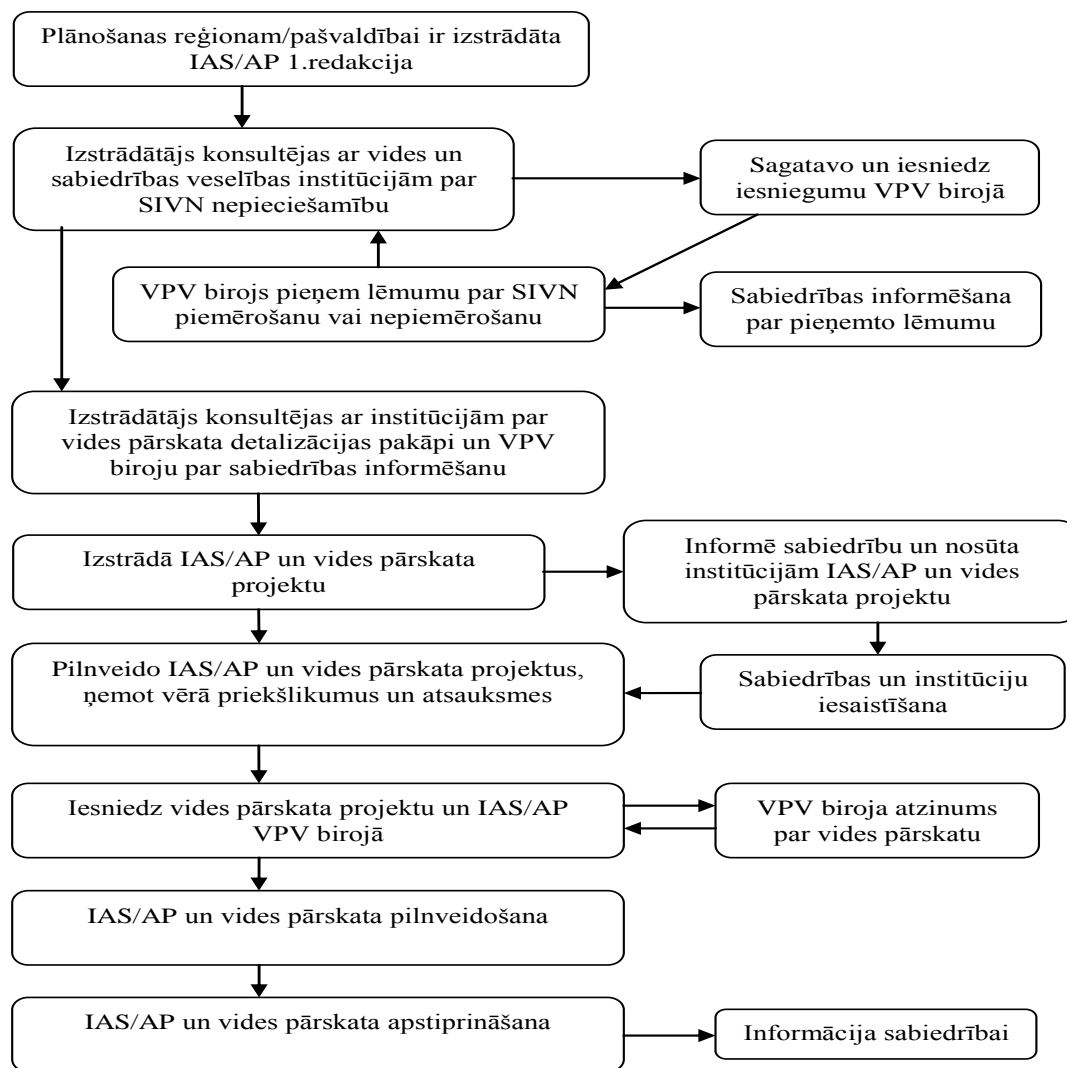 Plānošanas reģionam/pašvaldībai ir izstrādāta
IAS/AP 1.redakcija
Izstrādātājs konsultējas ar vides un
sabiedrības veselības institūcijām par
SIVN nepieciešamību
Sagatavo un iesniedz
iesniegumu VPV birojā
VPV birojs pieņem lēmumu par SIVN
piemērošanu vai nepiemērošanu
Sabiedrības informēšana
par pieņemto lēmumu
Izstrādātājs konsultējas ar institūcijām par
vides pārskata detalizācijas pakāpi un VPV
biroju par sabiedrības informēšanu
Izstrādā IAS/AP un vides pārskata
projektu
Informē sabiedrību un nosūta
institūcijām IAS/AP un vides
pārskata projektu
Pilnveido IAS/AP un vides pārskata projektus,
ņemot vērā priekšlikumus un atsauksmes
Sabiedrības un institūciju
iesaistīšana
Iesniedz vides pārskata projektu un IAS/AP
VPV birojā
VPV biroja atzinums
par vides pārskatu
IAS/AP un vides pārskata pilnveidošana
IAS/AP un vides pārskata apstiprināšana
Informācija sabiedrībai